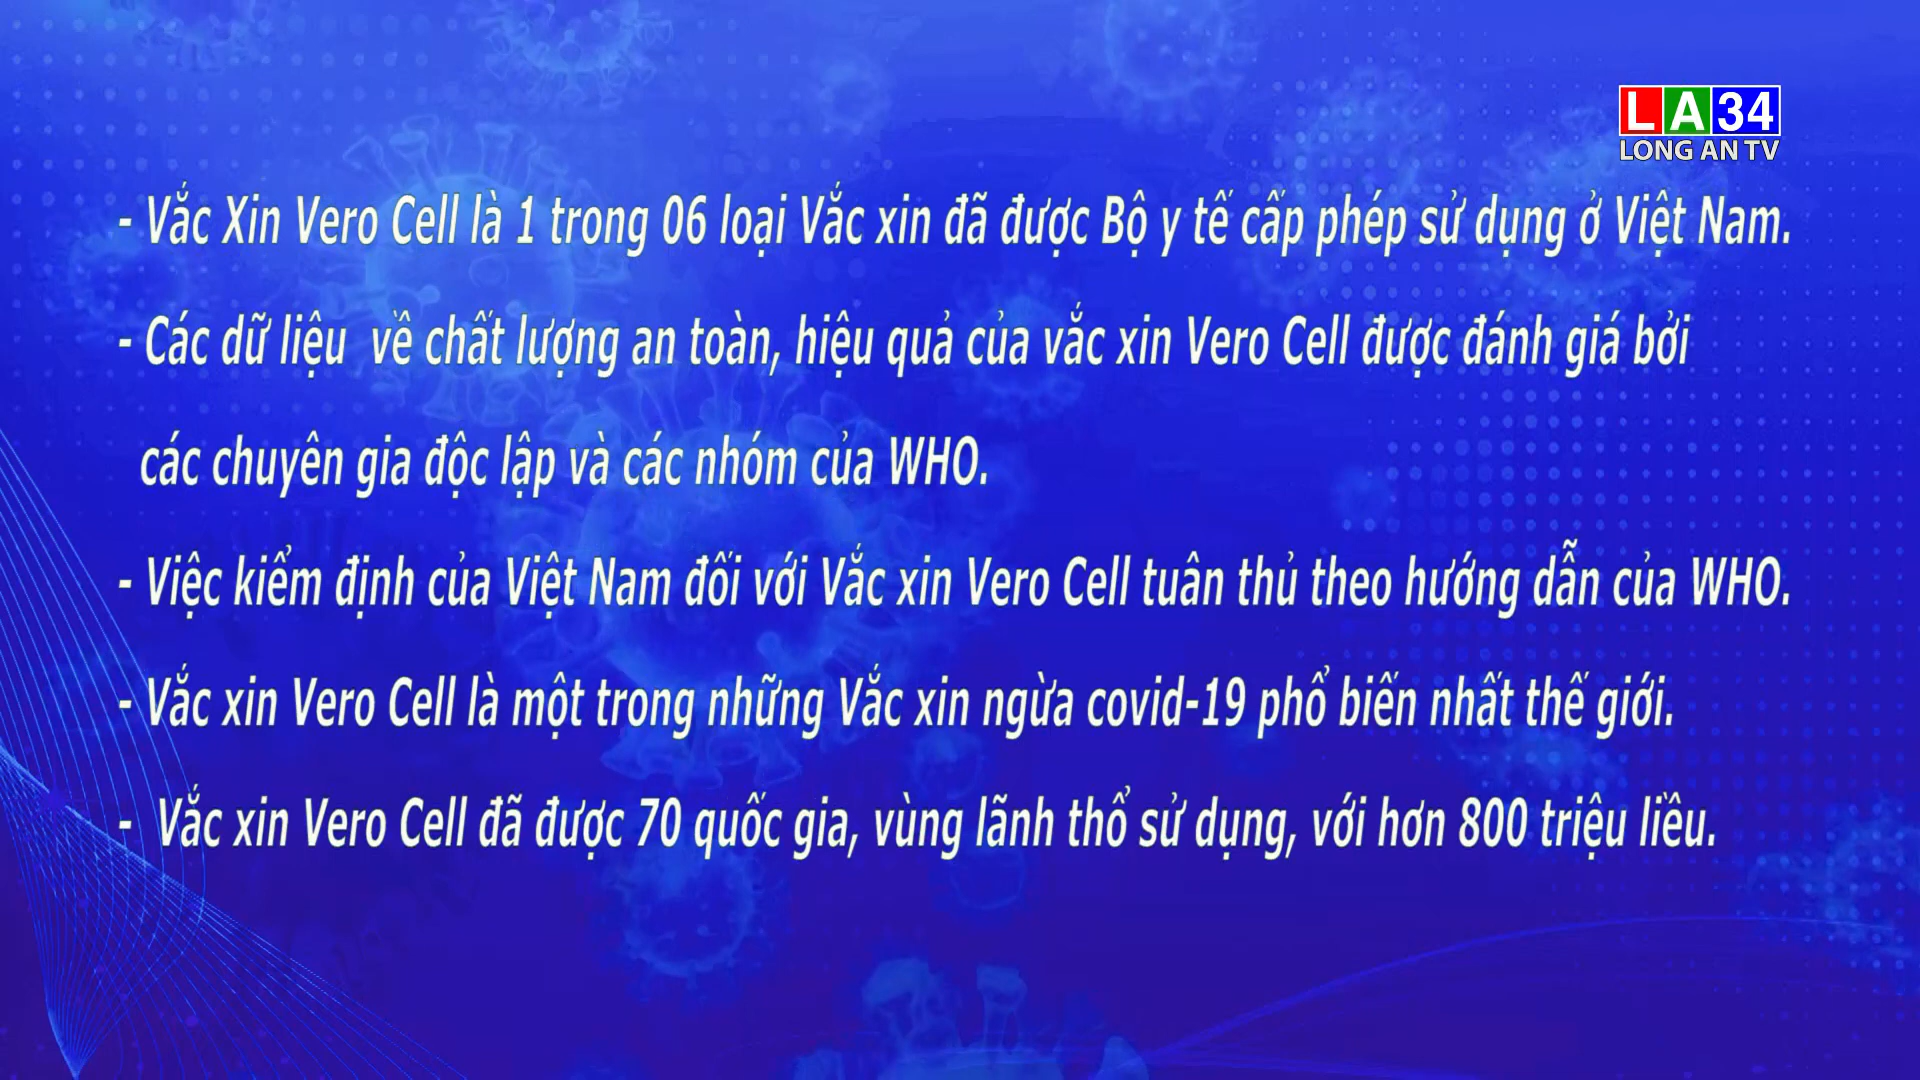 LA34
LONG AN TV
- Vắc Xin Vero Cell là 1 trong 06 loại Vắc xin đã được Bộ y tế cấp phép sử dụng ở Việt Nam.
- Các dữ liệu về chất lượng an toàn, hiệu quả của vắc xin Vero Cell được đánh giá bởi
các chuyên gia độc lập và các nhóm của WHO.
- Việc kiểm định của Việt Nam đối với Vắc xin Vero Cell tuân thủ theo hướng dẫn của WHO.
- Vắc xin Vero Cell là một trong những Vắc xin ngừa covid-19 phổ biến nhất thế giới.
- Vắc xin Vero Cell đã được 70 quốc gia, vùng lãnh thổ sử dụng, với hơn 800 triệu liều.